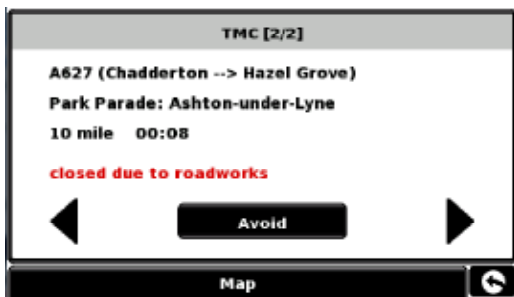 TMC [2/2]
A627 (Chadderton --> Hazel Grove)
Park Parade: Ashton-under-Lyne
10 mile 00:08
closed due to roadworks
Avoid
Map